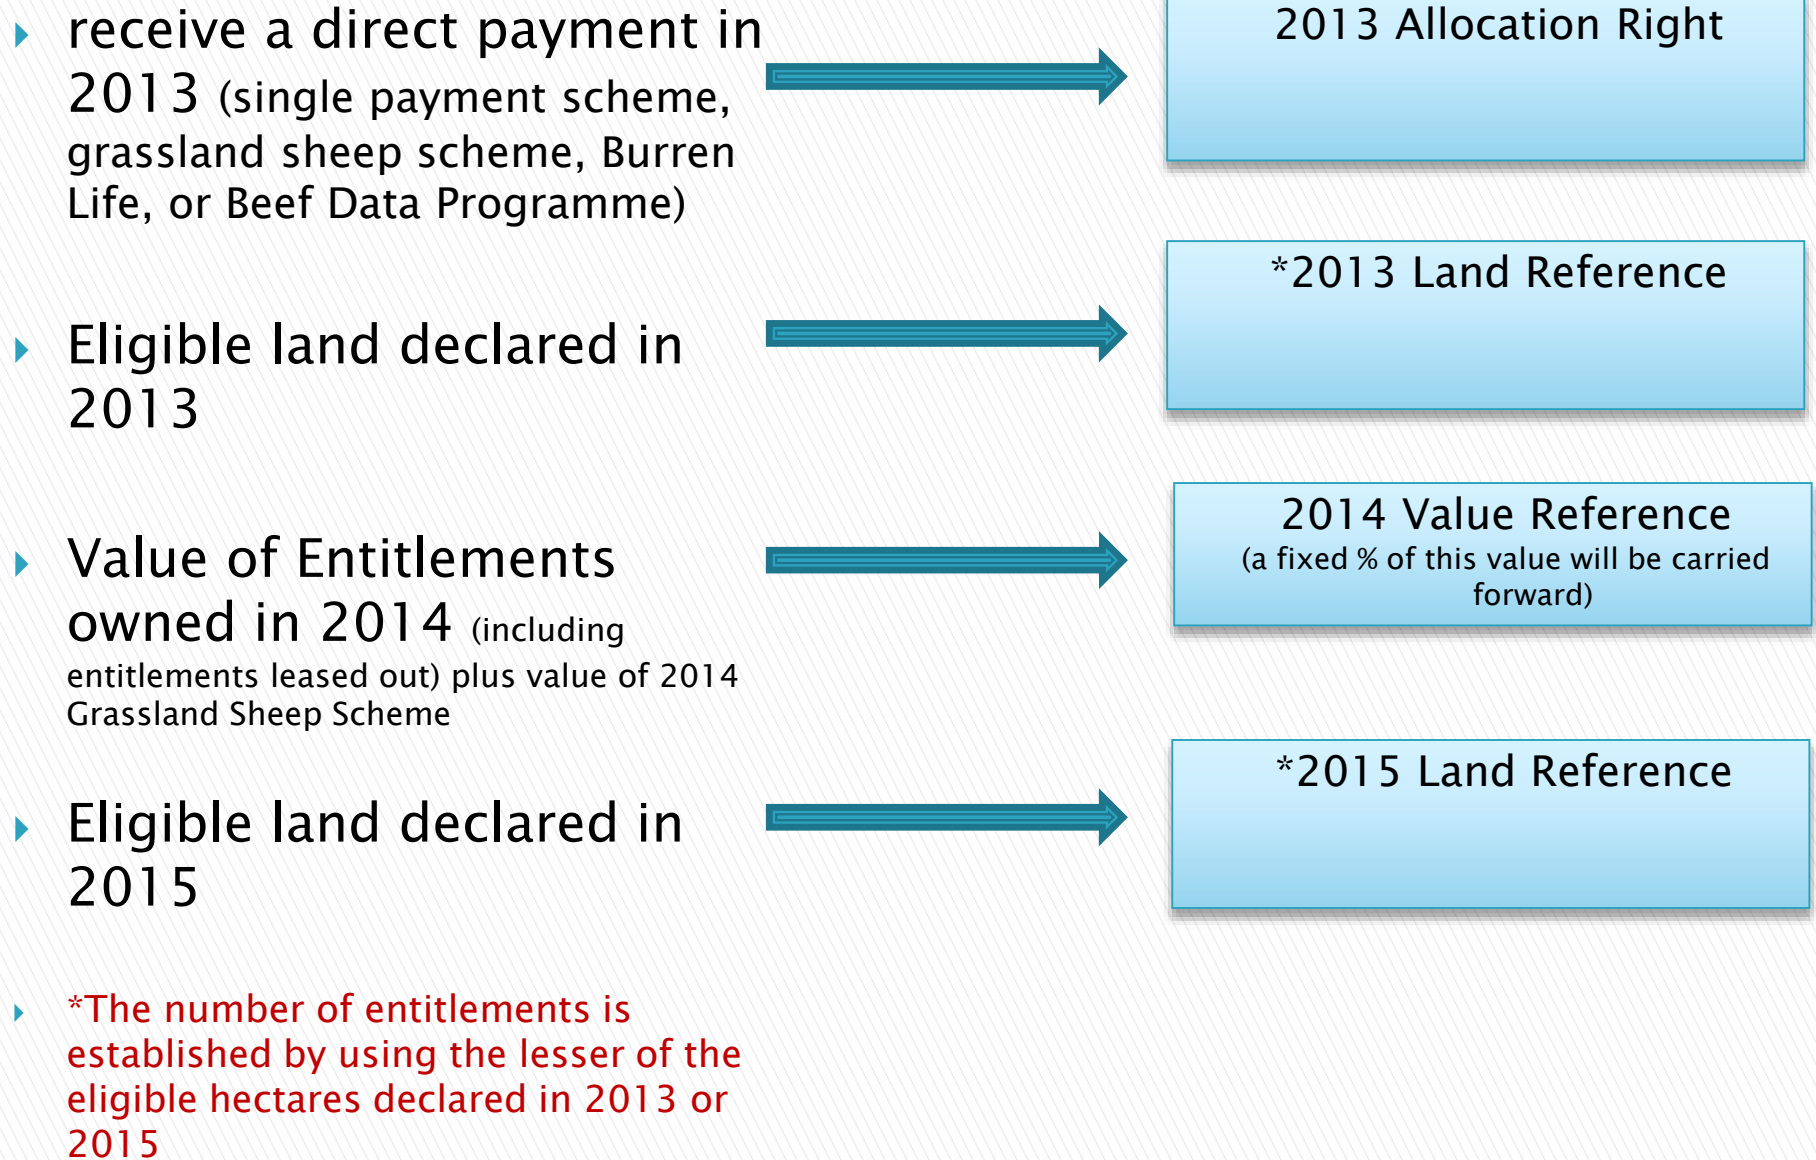 receive a direct payment in
2013 (single payment scheme,
grassland sheep scheme, Burren
Life, or Beef Data Programme)
2013 Allocation Right
Eligible land declared in
2013
*2013 Land Reference
Value of Entitlements
owned in 2014 (including
entitlements leased out) plus value of 2014
Grassland Sheep Scheme
2014 Value Reference
(a fixed % of this value will be carried
forward)
Eligible land declared in
2015
*2015 Land Reference
*The number of entitlements is
established by using the lesser of the
eligible hectares declared in 2013 or
2015